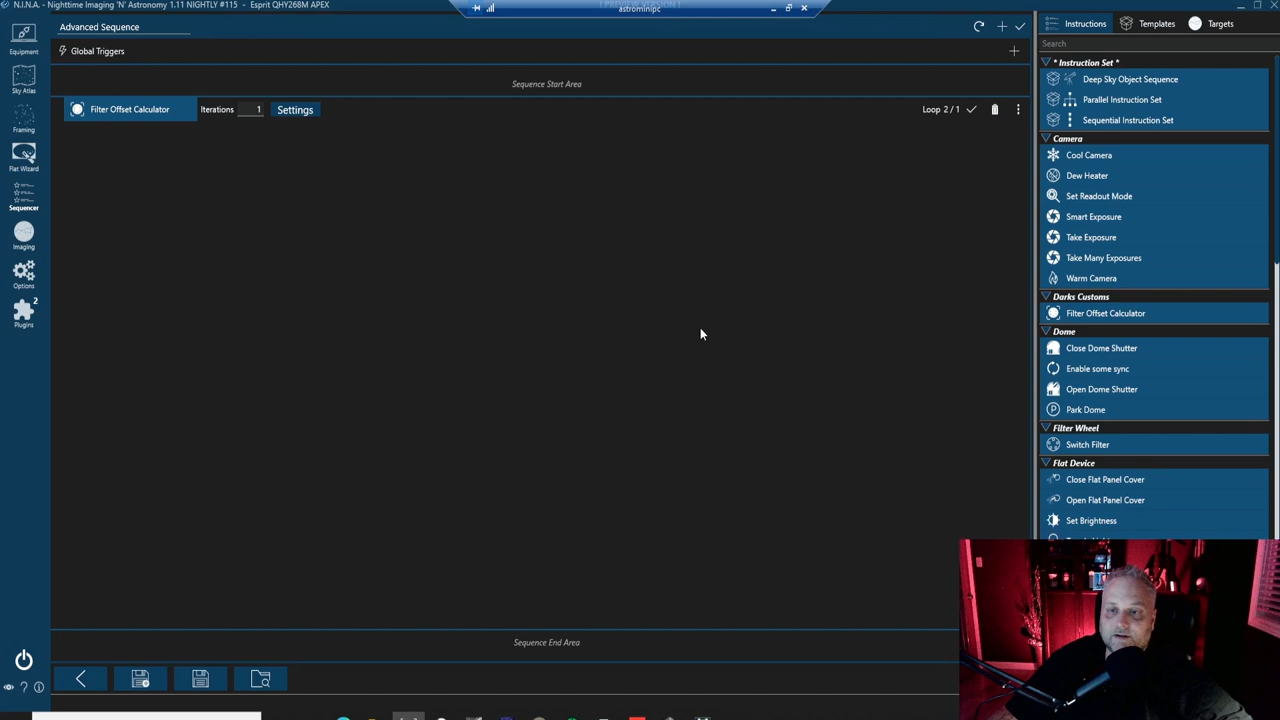 N.I.N.A. - Nighttime Imaging 'N' Astronomy 1.11 NIGHTLY #115 - Esprit QHY268M APEX
astrominipc
Equipment
Sky Atlas
Framing
Flat Wizard
Sequencer
Imaging
Options
2
Plugins
Advanced Sequence
Global Triggers
Sequence Start Area
Filter Offset Calculator
Iterations
1
Settings
Loop 2 / 1
Sequence End Area
Instructions
Templates
Targets
Search
* Instruction Set *
Deep Sky Object Sequence
Parallel Instruction Set
Sequential Instruction Set
Camera
Cool Camera
Dew Heater
Set Readout Mode
Smart Exposure
Take Exposure
Take Many Exposures
Warm Camera
Darks Customs
Filter Offset Calculator
Dome
Close Dome Shutter
Enable some sync
Open Dome Shutter
Park Dome
Filter Wheel
Switch Filter
Flat Device
Close Flat Panel Cover
Open Flat Panel Cover
Set Brightness